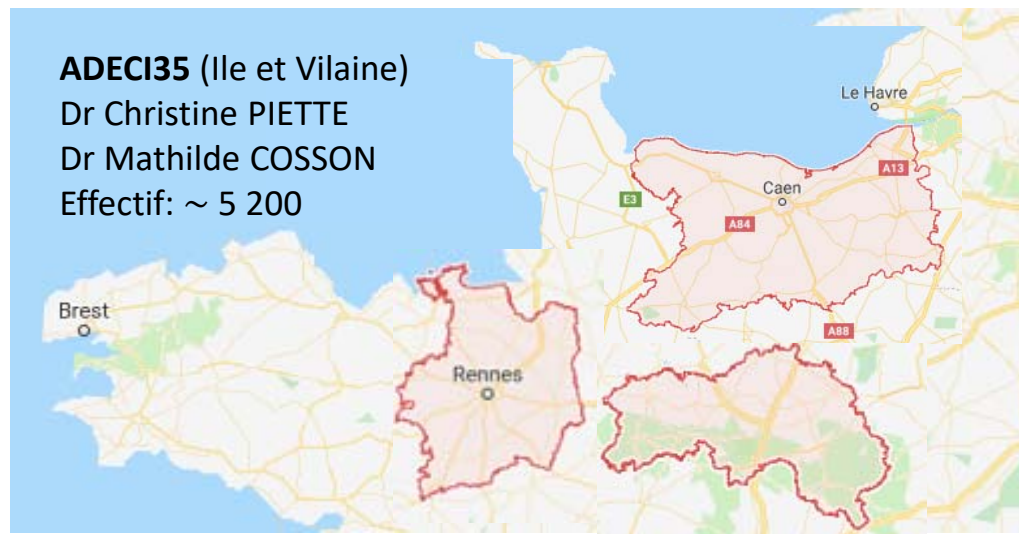 ADECI35 (Ile et Vilaine)
Dr Christine PIETTE
Dr Mathilde COSSON
Effectif: ~ 5 200
Le Havre
A13
Caen
E3
A84
Brest
A88
Rennes